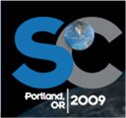 SC
Portland,
OR | 2009